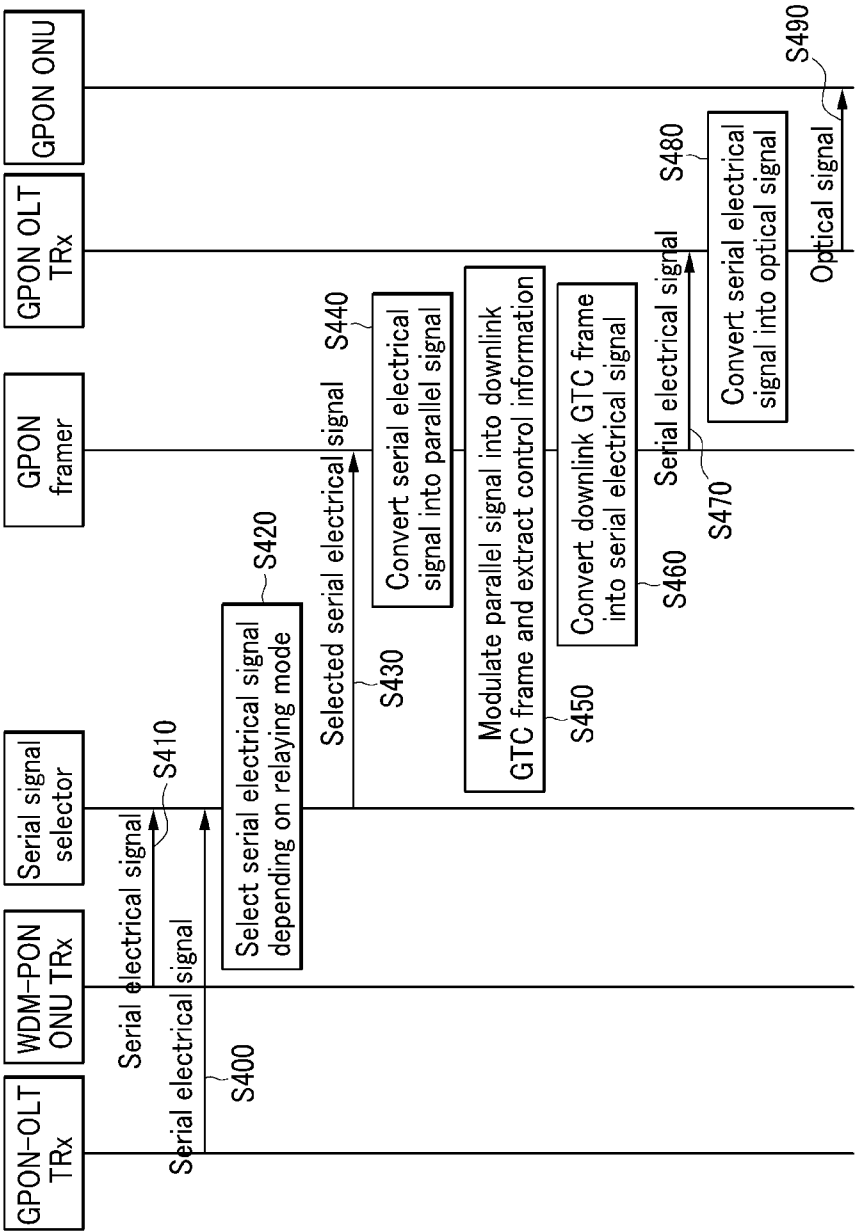 GPON-OLT
TRx
WDM-PON
ONU TRx
Serial signal
selector
GPON
framer
GPON OLT
TRx
GPON ONU
Serial electrical signal
S410
Serial electrical signal
S400
Select serial electrical signal
depending on relaying mode
S420
Selected serial electrical signal
S430
Convert serial electrical
signal into parallel signal
S440
Modulate parallel signal into downlink
GTC frame and extract control information
S450
Convert downlink GTC frame
into serial electrical signal
S460
Serial electrical signal
S470
Convert serial electrical
signal into optical signal
S480
Optical signal
S490